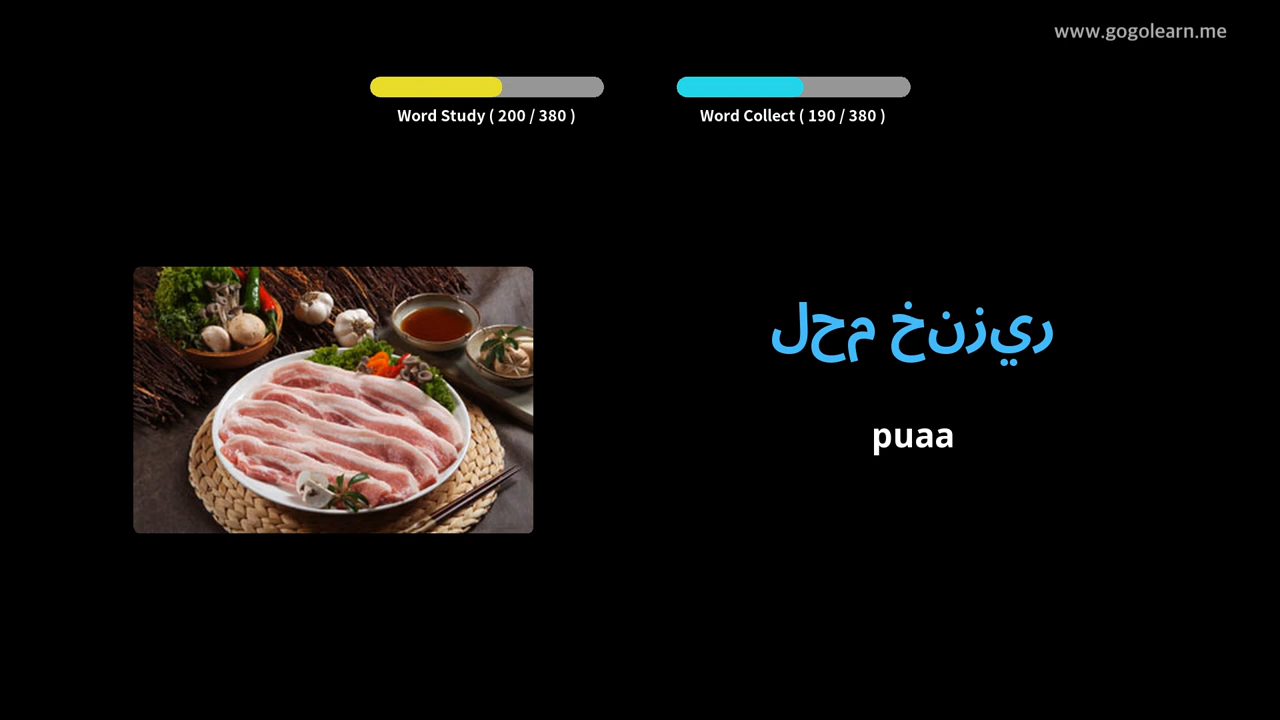 www.gogolearn.me
Word Study ( 200 / 380 )
Word Collect ( 190 / 380 )
لحم خنزير
puaa